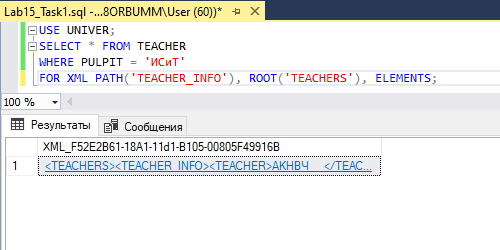 Lab15_Task1.sql -...8ORBUMM\User (60))*
USE UNIVER;
SELECT * FROM TEACHER
WHERE PULPIT = 'ИСиТ'
FOR XML PATH('TEACHER_INFO'), ROOT('TEACHERS'), ELEMENTS;
100 %
Результаты Сообщения
XML_F52E2B61-18A1-11d1-B105-00805F49916B
1 <TEACHERS><TEACHER_INFO><TEACHER>АКНВЧ </TEAC...